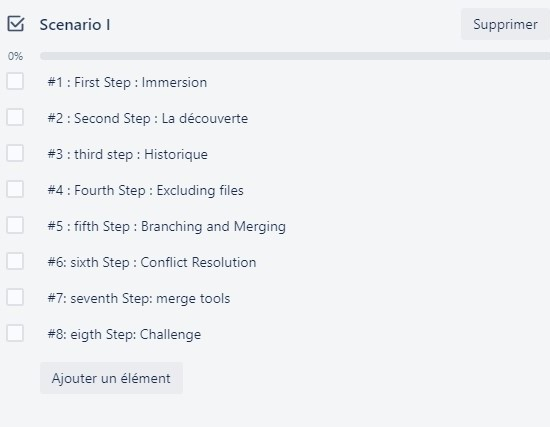 Scenario I
Supprimer
0%
#1 : First Step : Immersion
#2 : Second Step : La découverte
#3 : third step : Historique
#4 : Fourth Step : Excluding files
#5 : fifth Step : Branching and Merging
#6: sixth Step : Conflict Resolution
#7: seventh Step: merge tools
#8: eigth Step: Challenge
Ajouter un élément